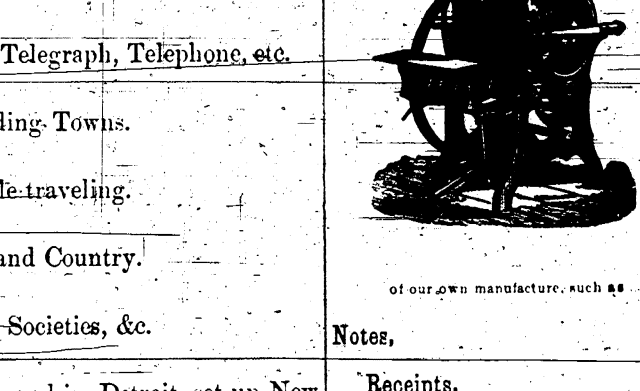 Telegraph, Telephone, etc.
ding Towns.
le traveling.
and Country.
Societies, &c.
Detroit, set up New
of our own manufacture, such as
Notes,
Receipts,